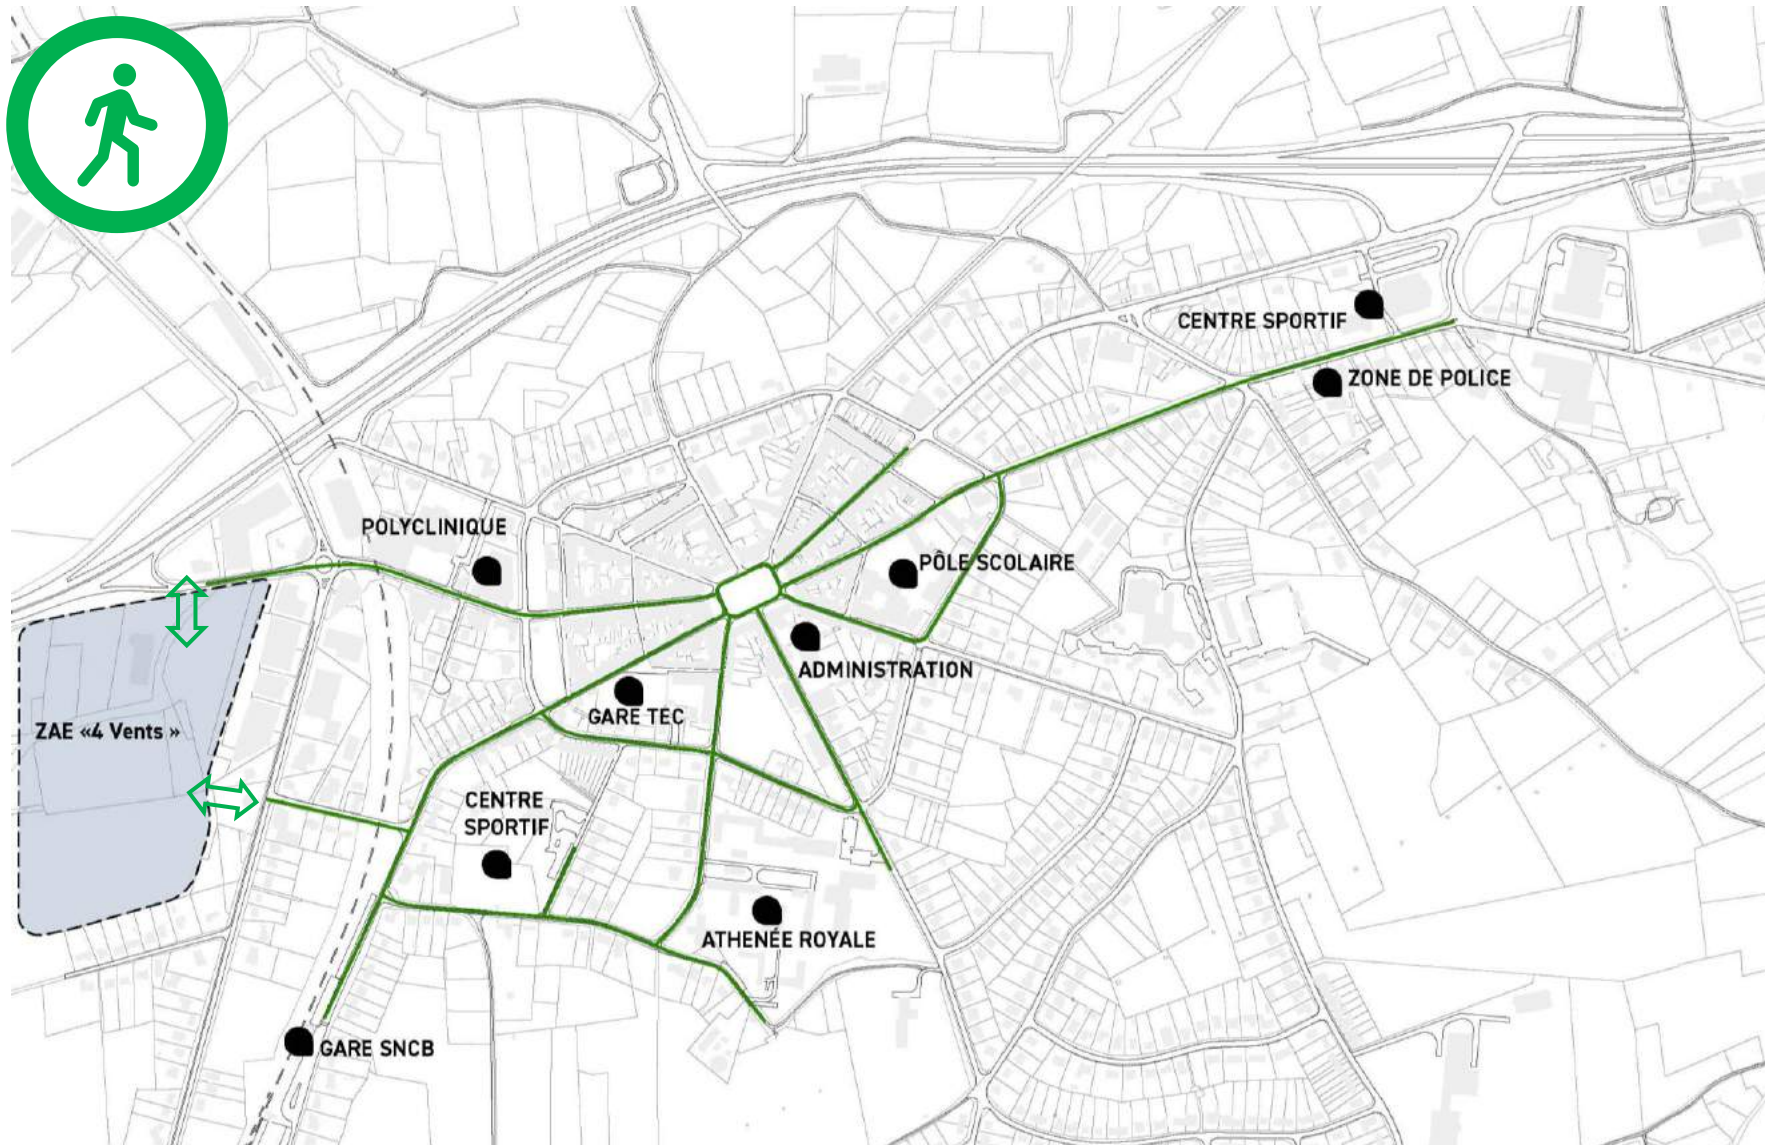 CENTRE SPORTIF
ZONE DE POLICE
POLYCLINIQUE
PÔLE SCOLAIRE
ADMINISTRATION
GARE TEC
ZAE «4 Vents »
CENTRE
SPORTIF
ATHENÉE ROYALE
GARE SNCB